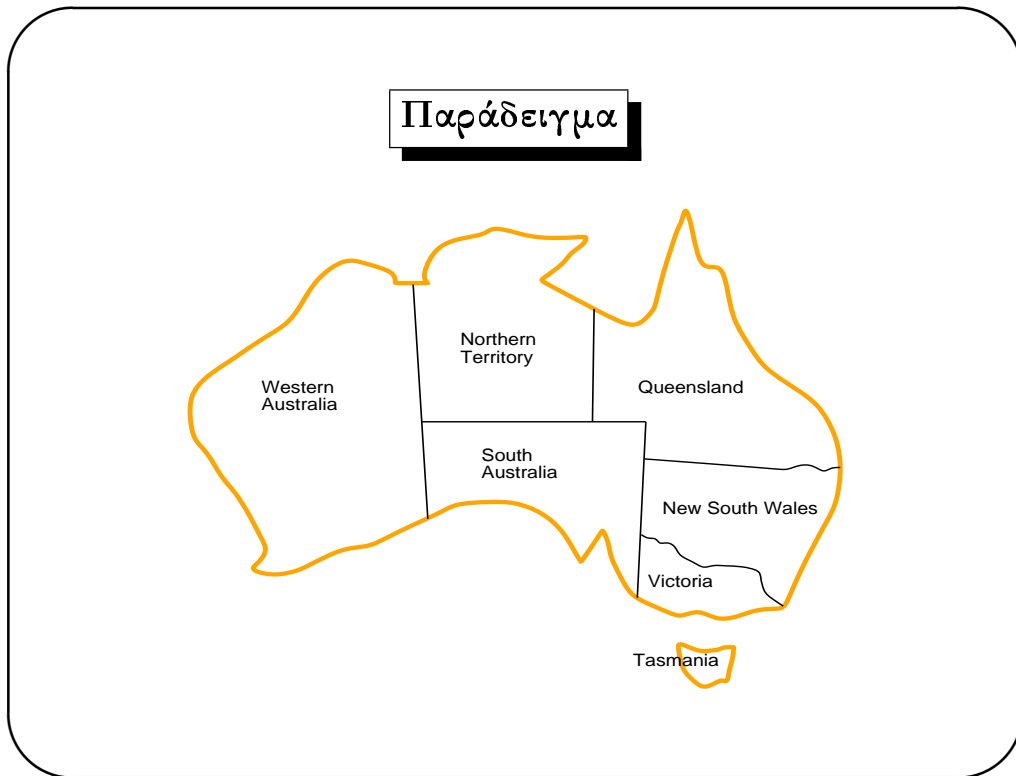 Παράδειγμα
Northern
Territory
Western
Australia
Queensland
South
Australia
New South Wales
Victoria
Tasmania